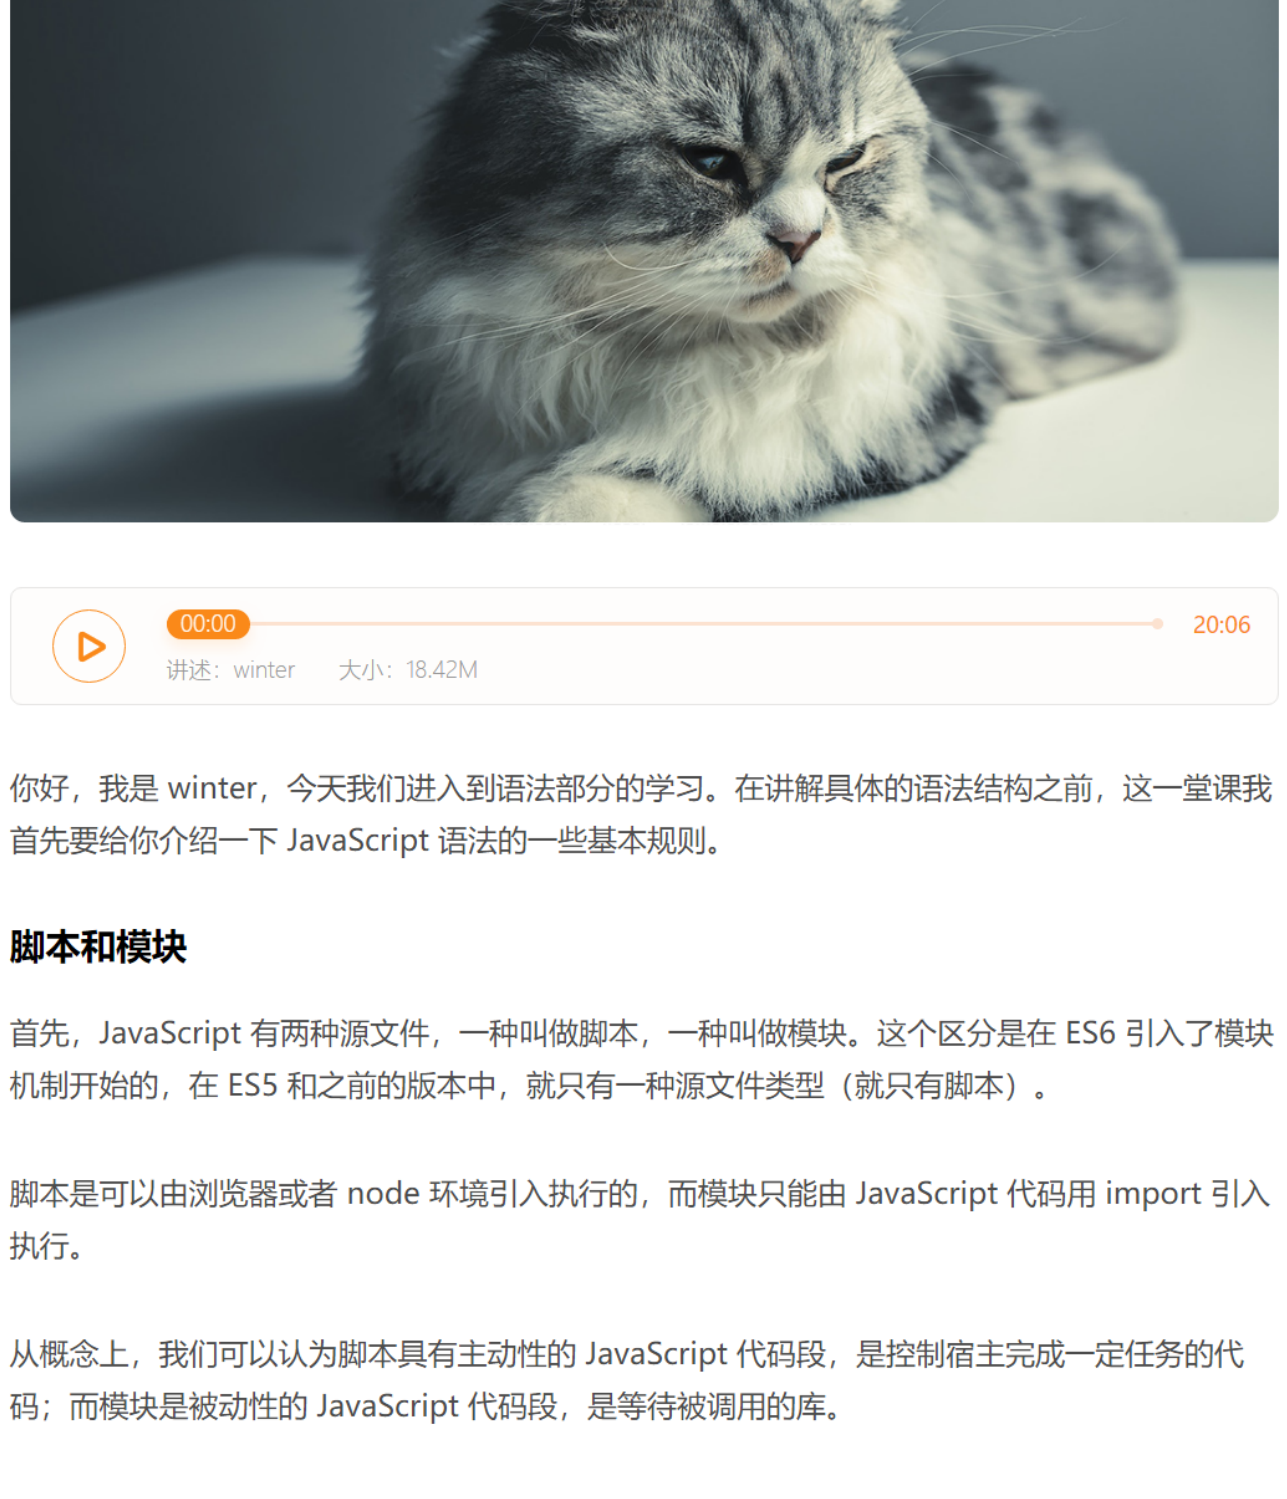 00:00
20:06
讲述：winter 大小：18.42M
你好，我是 winter，今天我们进入到语法部分的学习。在讲解具体的语法结构之前，这一堂课我
首先要给你介绍一下 JavaScript 语法的一些基本规则。
脚本和模块
首先，JavaScript 有两种源文件，一种叫做脚本，一种叫做模块。这个区分是在 ES6 引入了模块
机制开始的，在 ES5 和之前的版本中，就只有一种源文件类型（就只有脚本）。
脚本是可以由浏览器或者 node 环境引入执行的，而模块只能由 JavaScript 代码用 import 引入
执行。
从概念上，我们可以认为脚本具有主动性的 JavaScript 代码段，是控制宿主完成一定任务的代
码；而模块是被动性的 JavaScript 代码段，是等待被调用的库。